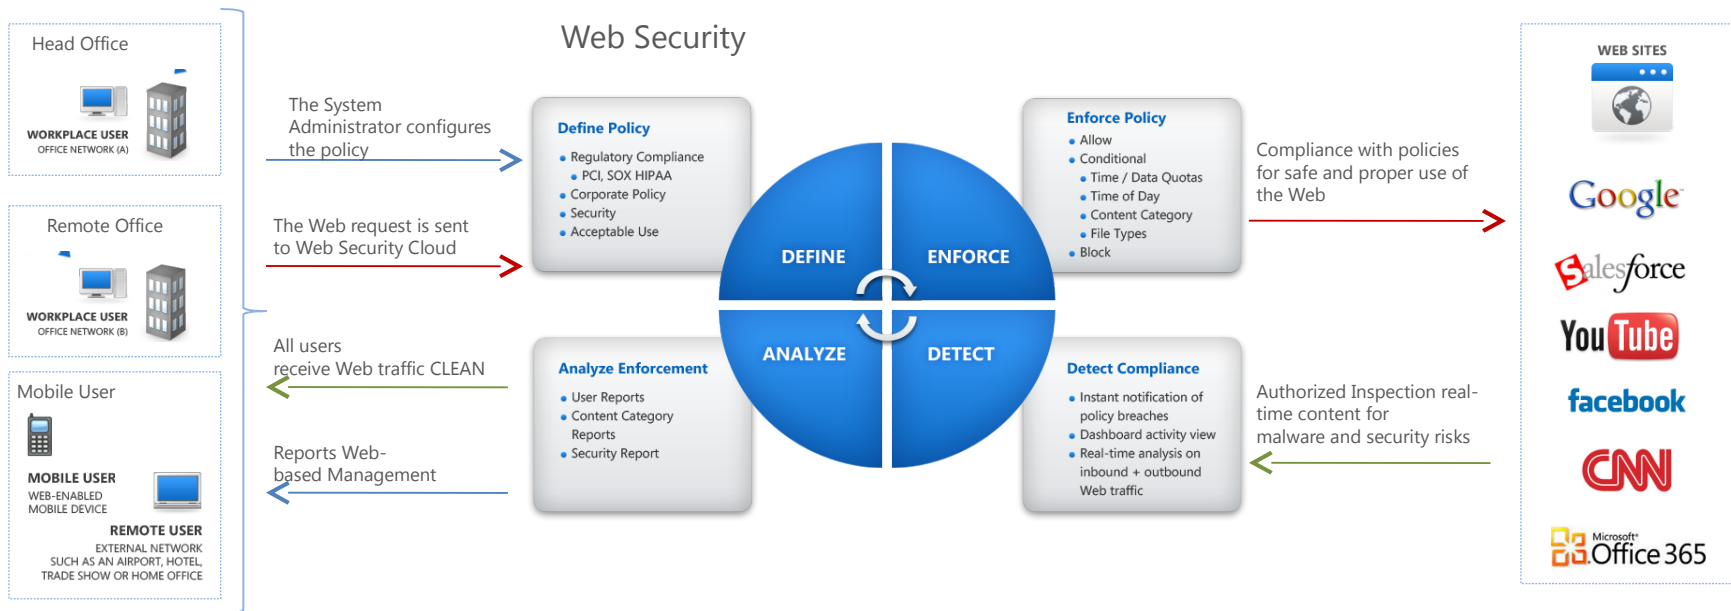 Web Security
Head Office
WORKPLACE USER
OFFICE NETWORK (A)
Remote Office
WORKPLACE USER
OFFICE NETWORK (B)
Mobile User
MOBILE USER
WEB-ENABLED
MOBILE DEVICE
REMOTE USER
EXTERNAL NETWORK
SUCH AS AN AIRPORT, HOTEL,
TRADE SHOW OR HOME OFFICE
The System
Administrator configures
the policy
The Web request is sent
to Web Security Cloud
All users
receive Web traffic CLEAN
Reports Web-
based Management
Define Policy
Regulatory Compliance
PCI, SOX HIPAA
Corporate Policy
Security
Acceptable Use
Analyze Enforcement
User Reports
Content Category
Reports
Security Report
DEFINE
ENFORCE
ANALYZE
DETECT
Enforce Policy
Allow
Conditional
Time / Data Quotas
Time of Day
Content Category
File Types
Block
Detect Compliance
Instant notification of
policy breaches
Dashboard activity view
Real-time analysis on
inbound + outbound
Web traffic
Compliance with policies
for safe and proper use of
the Web
Authorized Inspection real-
time content for
malware and security risks
WEB SITES
Google
Salesforce
YouTube
facebook
CNN
Microsoft
Office 365